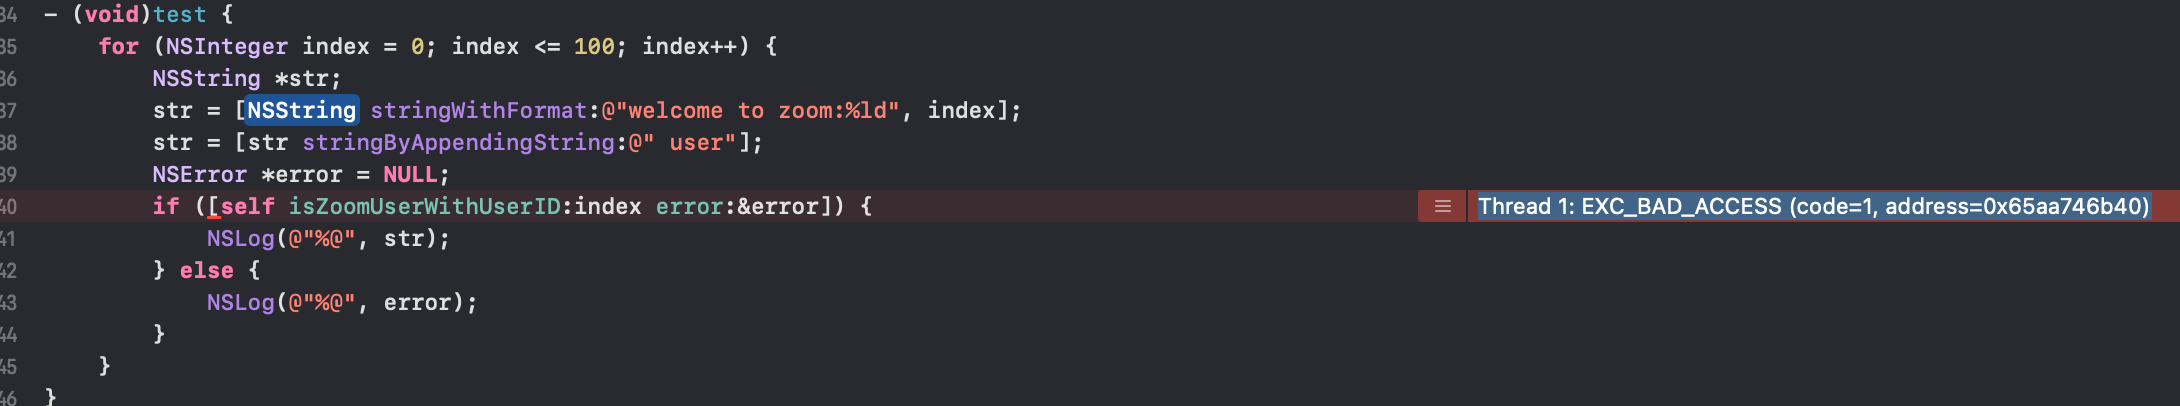 34 - (void)test {
35 for (NSInteger index = 0; index <= 100; index++) {
36 NSString *str;
37 str = [NSString stringWithFormat:@"welcome to zoom:%ld", index];
38 str = [str stringByAppendingString:@" user"];
39 NSError *error = NULL;
40 if ([self isZoomUserWithUserID:index error:&error]) { Thread 1: EXC_BAD_ACCESS (code=1, address=0x65aa746b40)
41 NSLog(@"%@", str);
42 } else {
43 NSLog(@"%@", error);
44 }
45 }
46 }